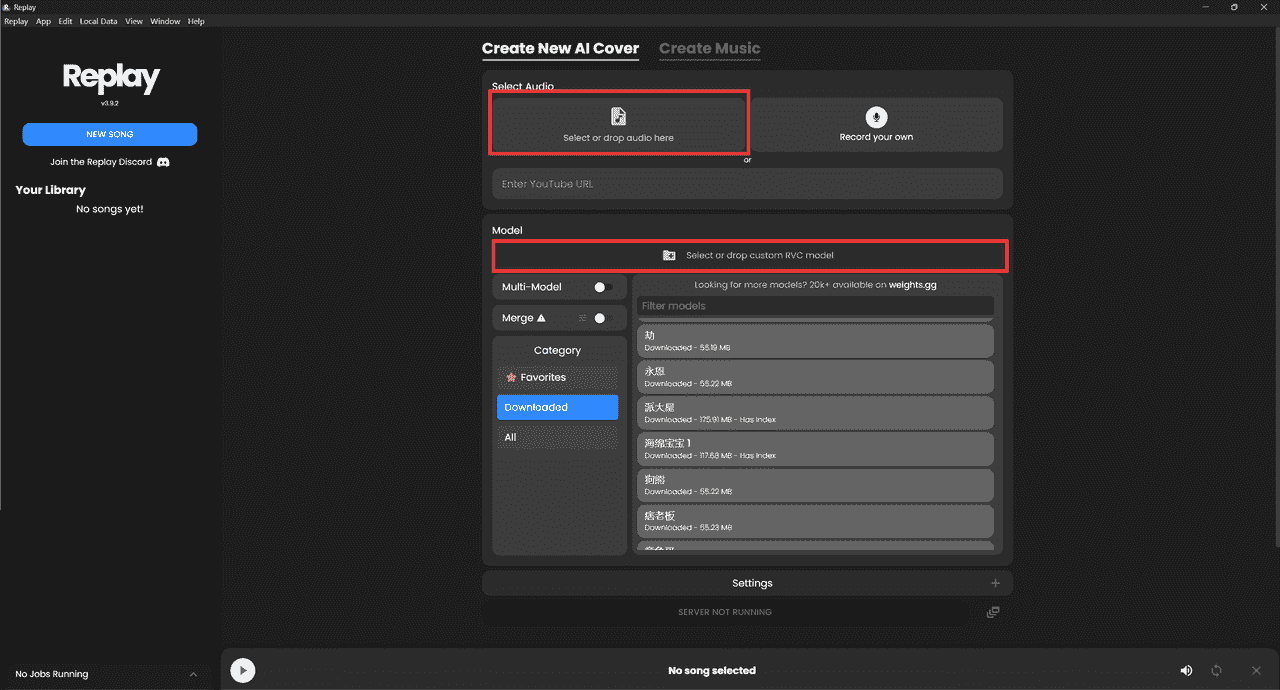 Replay
Replay App Edit Local Data View Window Help
Replay
v3.9.2
NEW SONG
Join the Replay Discord
Your Library
No songs yet!
Create New AI Cover
Create Music
Select Audio
Select or drop audio here
Record your own
or
Enter YouTube URL
Model
Select or drop custom RVC model
Multi-Model
Merge
Category
Favorites
Downloaded
All
Looking for more models? 20k+ available on weights.gg
Filter models
劫
Downloaded - 55.19 MB
永恩
Downloaded - 55.22 MB
派大星
Downloaded - 175.91 MB - Has Index
海绵宝宝 1
Downloaded - 117.68 MB - Has Index
狗熊
Downloaded - 55.22 MB
痞老板
Downloaded - 55.23 MB
Settings
SERVER NOT RUNNING
No Jobs Running
No song selected